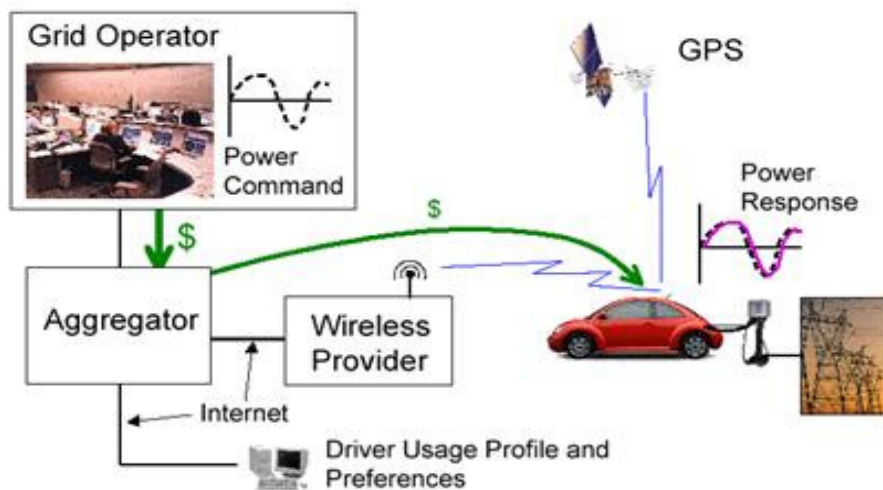 Grid Operator
Power
Command
GPS
Power
Response
$
$
Aggregator
Wireless
Provider
Internet
Driver Usage Profile and
Preferences